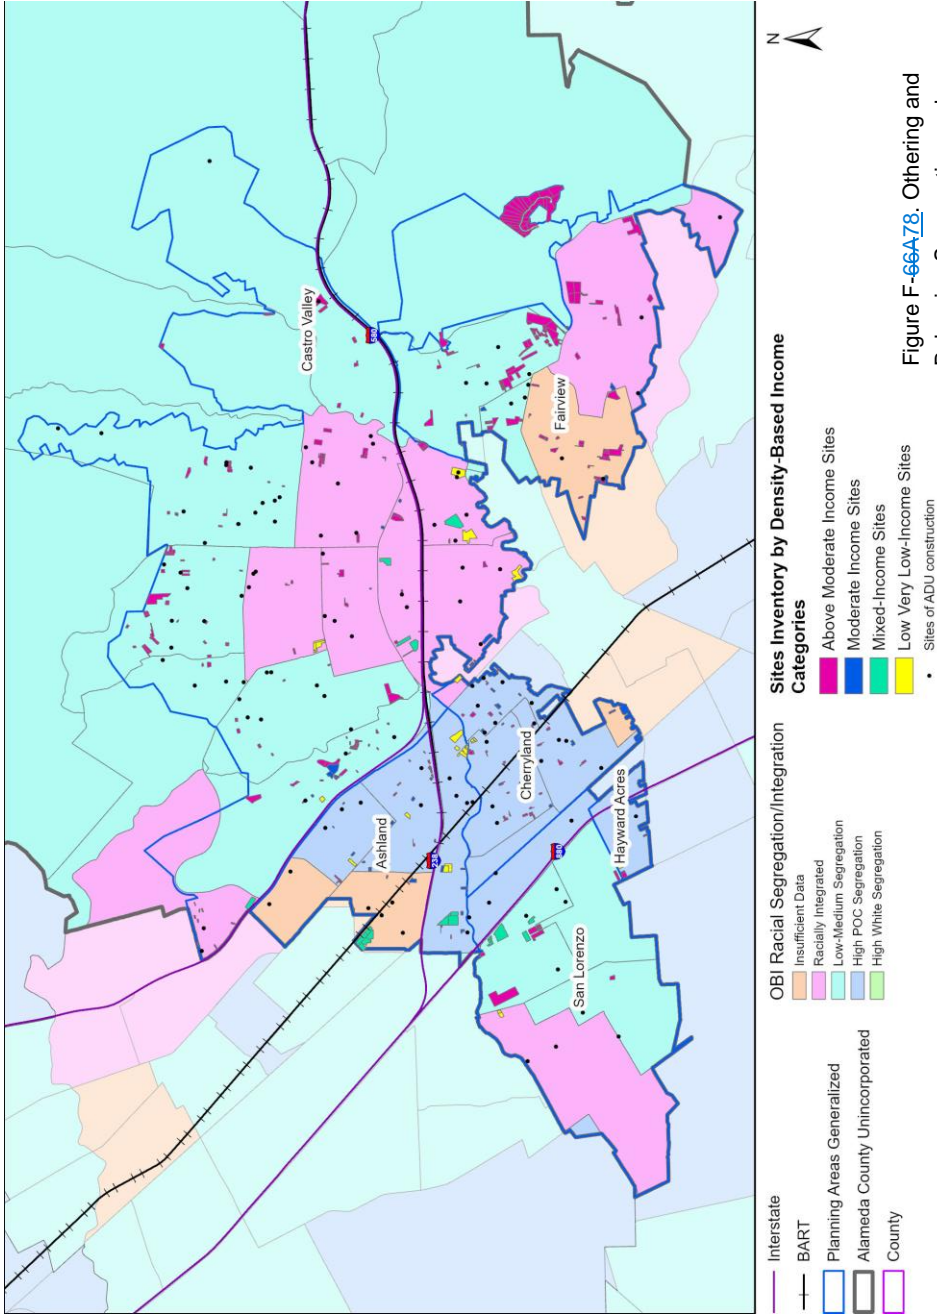 Castro Valley
Fairview
Ashland
Cherryland
Hayward Acres
San Lorenzo
N
Interstate
BART
Planning Areas Generalized
Alameda County Unincorporated
County
OBI Racial Segregation/Integration
Insufficient Data
Racially Integrated
Low-Medium Segregation
High POC Segregation
High White Segregation
Sites Inventory by Density-Based Income
Categories
Above Moderate Income Sites
Moderate Income Sites
Mixed-Income Sites
Low Very Low-Income Sites
Sites of ADU construction
Figure F-66A78. Othering and